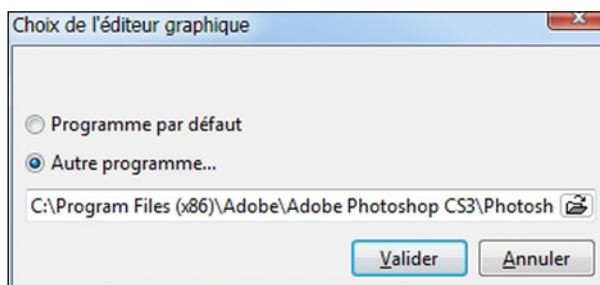 Choix de l'éditeur graphique
Programme par défaut
Autre programme...
C:\Program Files (x86)\Adobe\Adobe Photoshop CS3\Photosh
Valider Annuler